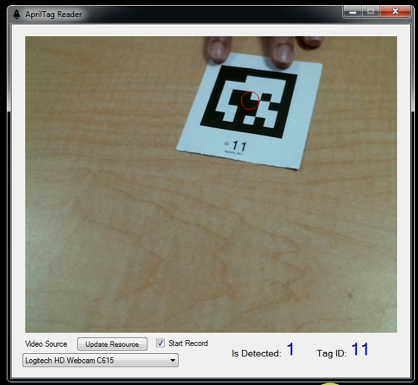 AprilTag Reader
11
Video Source
Update Resource
Start Record
Logitech HD Webcam C615
Is Detected: 1
Tag ID: 11